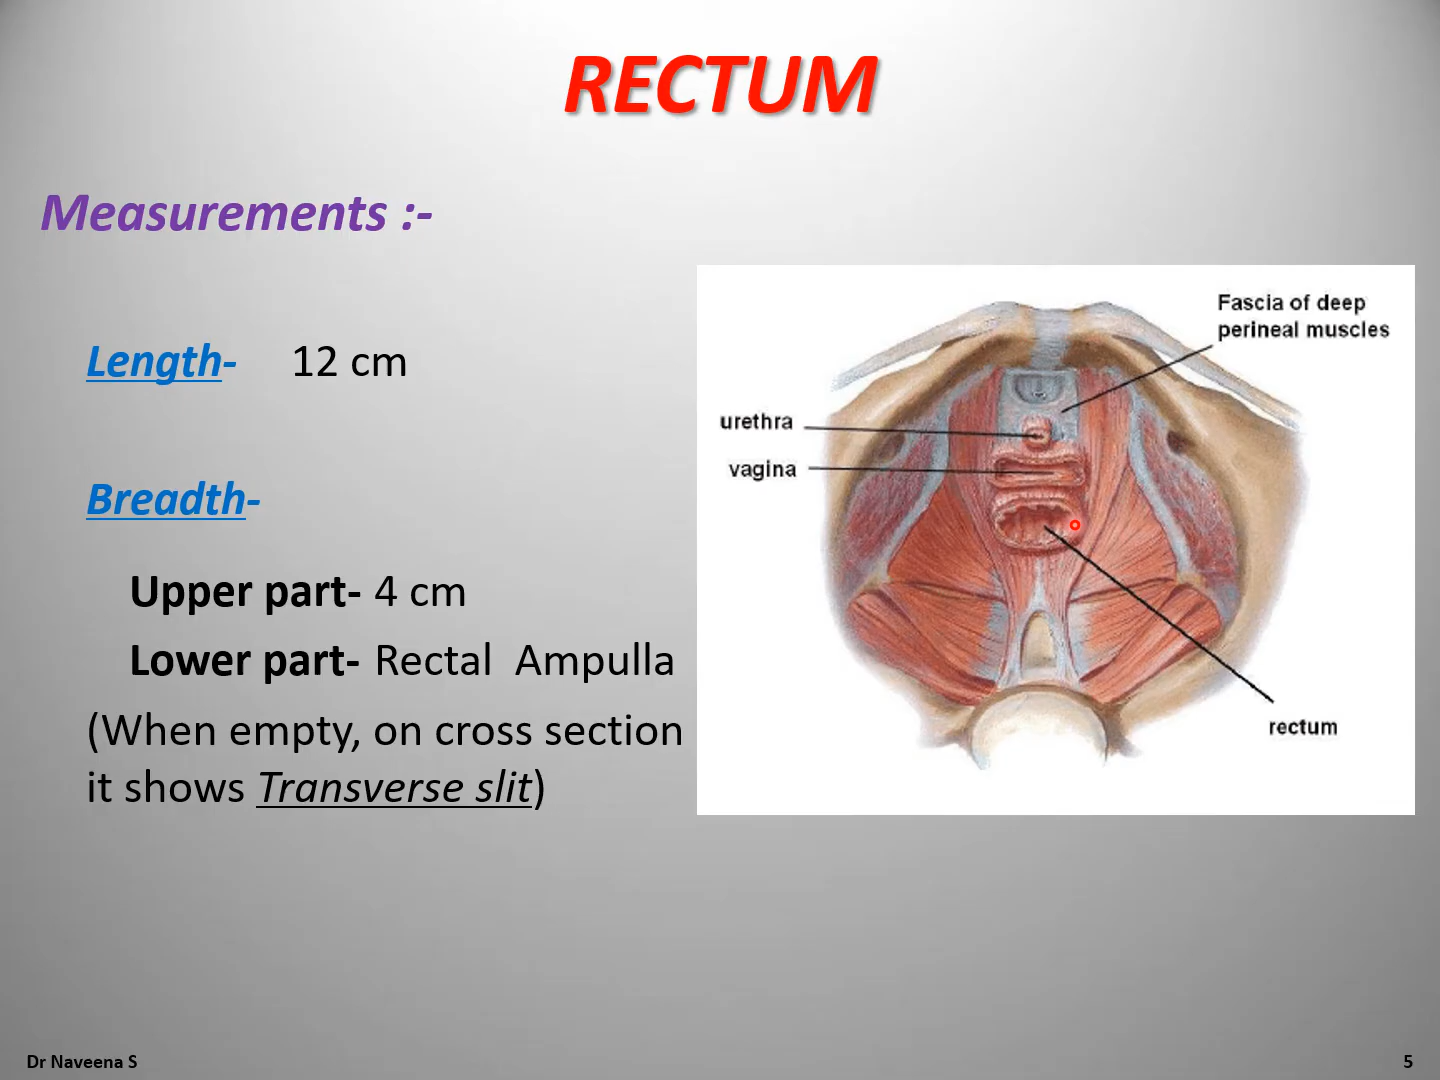 RECTUM
Measurements :-
Length- 12 cm
Breadth-
Upper part- 4 cm
Lower part- Rectal Ampulla
(When empty, on cross section
it shows Transverse slit)
Fascia of deep
perineal muscles
urethra
vagina
rectum
Dr Naveena S
5